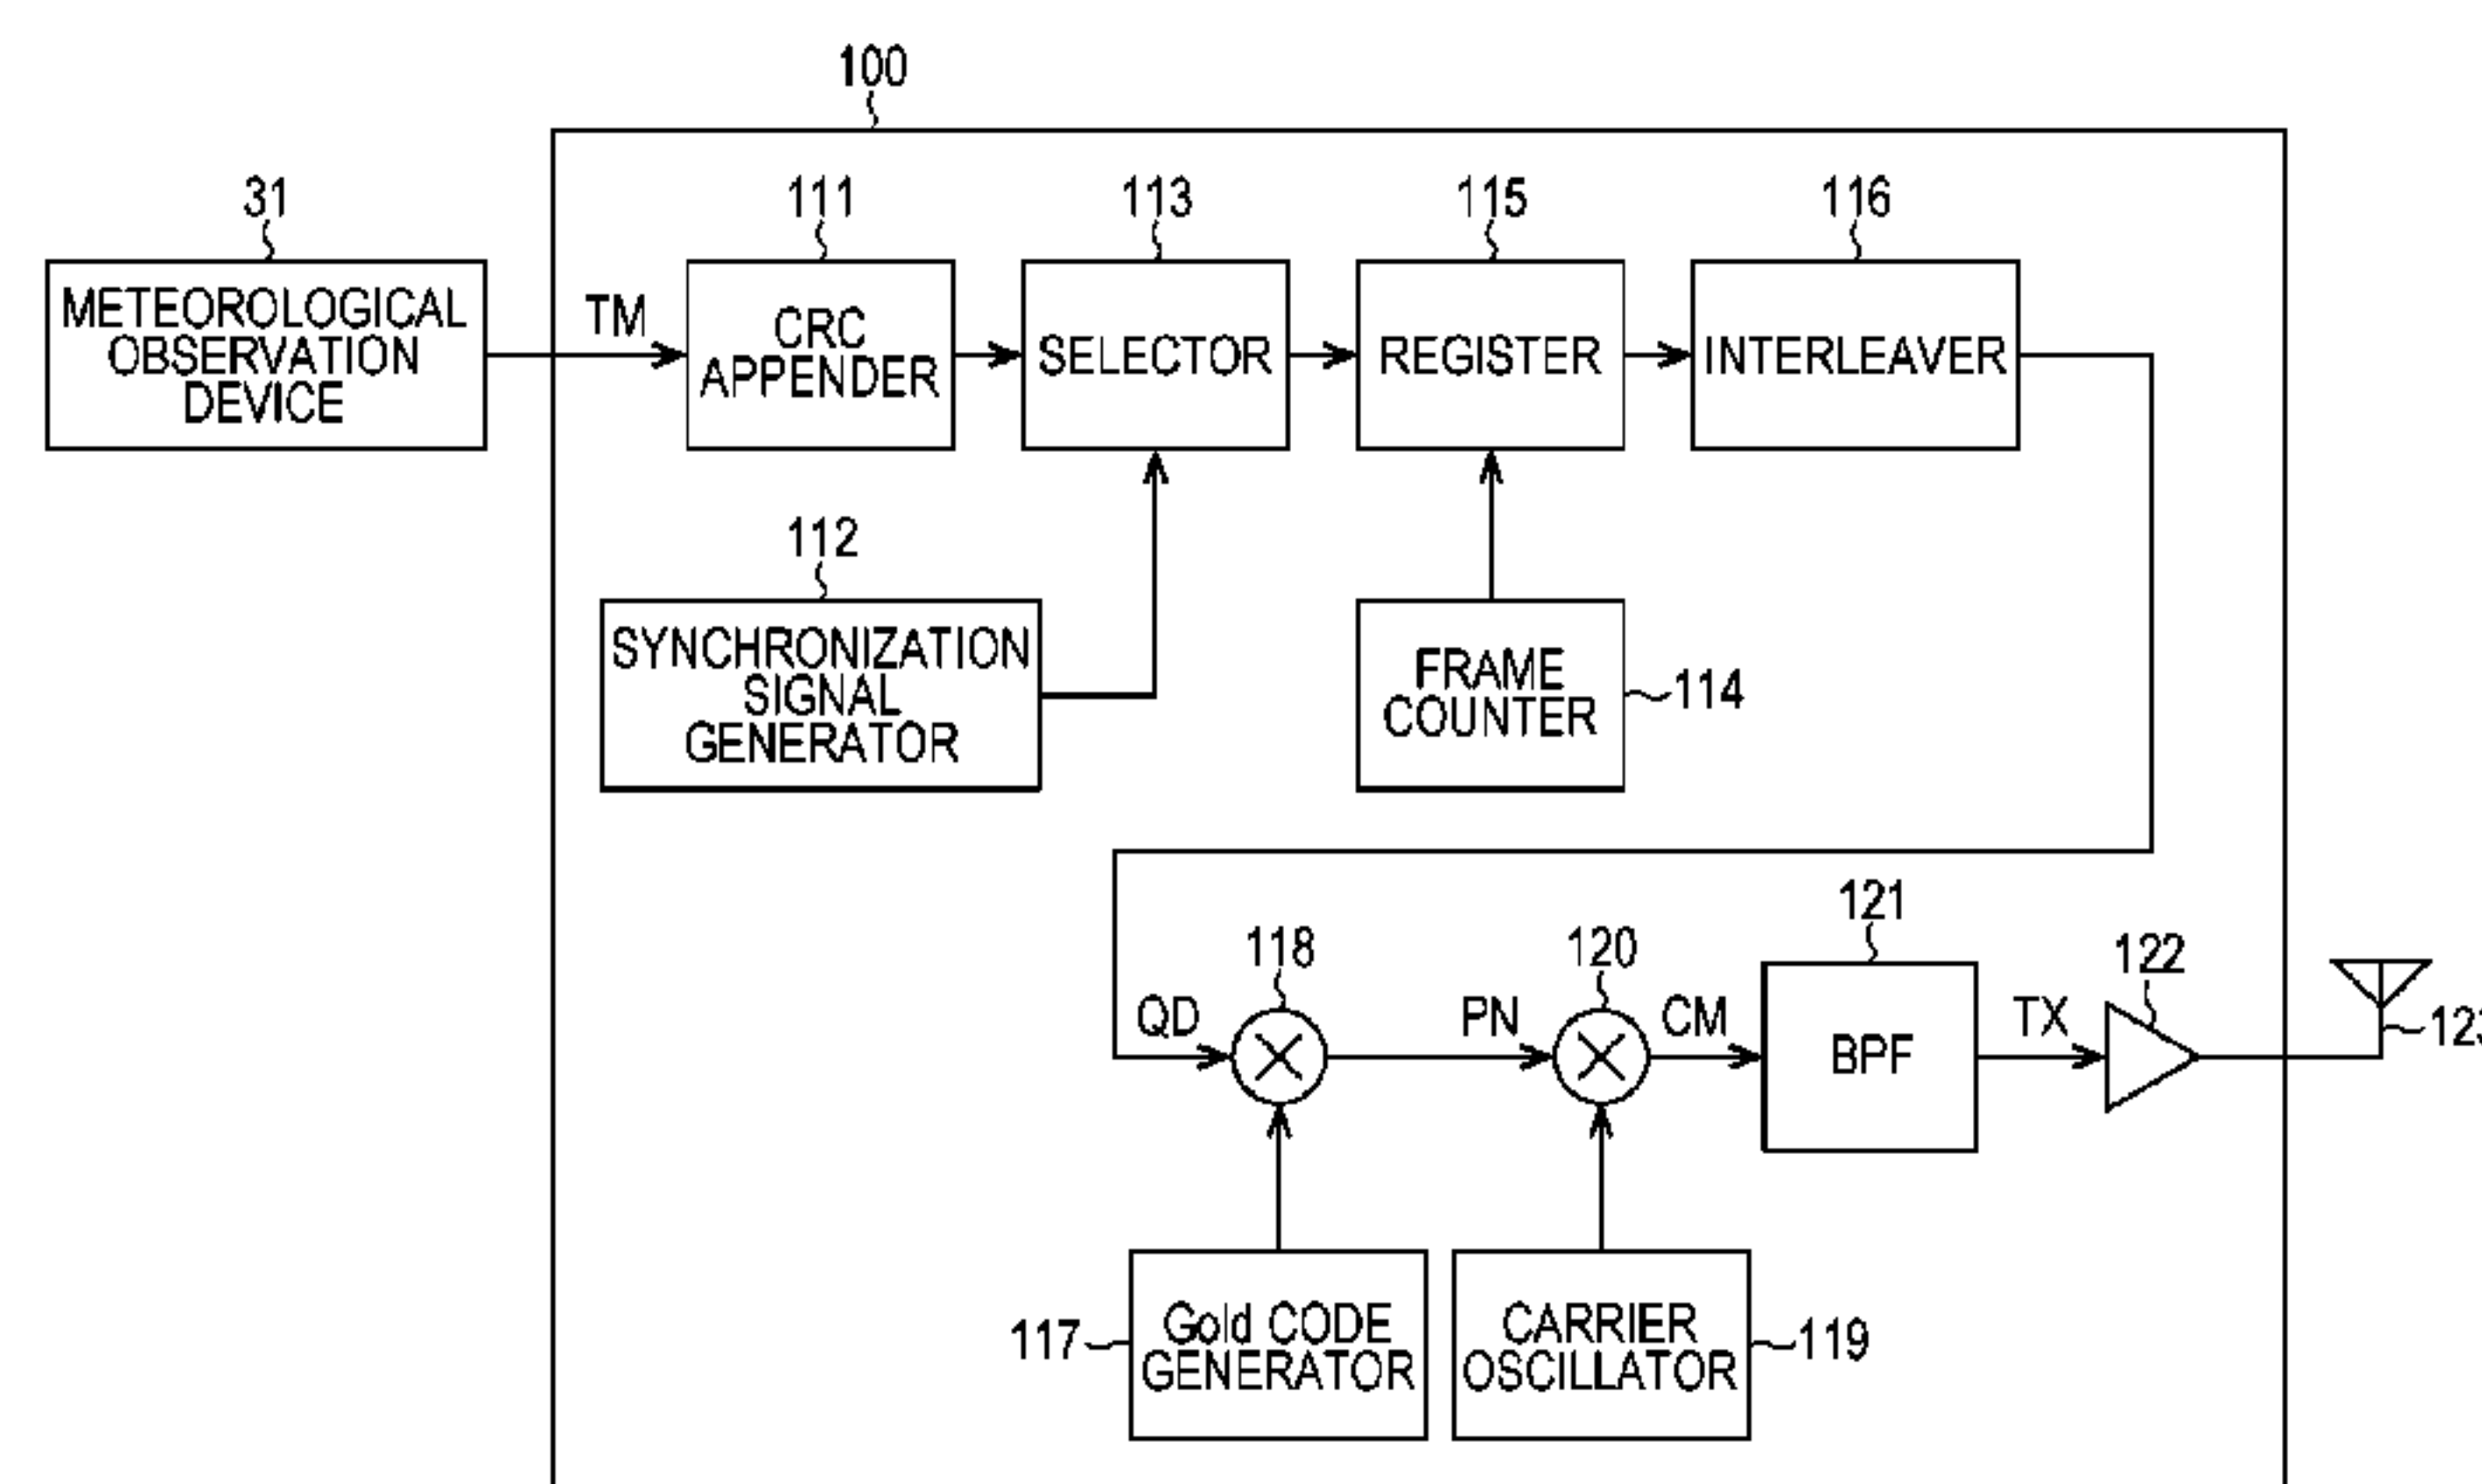 100
31
111
113
115
116
METEOROLOGICAL
OBSERVATION
DEVICE
TM
CRC
APPENDER
SELECTOR
REGISTER
INTERLEAVER
112
SYNCHRONIZATION
SIGNAL
GENERATOR
FRAME
COUNTER
114
118
120
121
122
QD
PN
CM
BPF
TX
117
Gold CODE
GENERATOR
CARRIER
OSCILLATOR
119